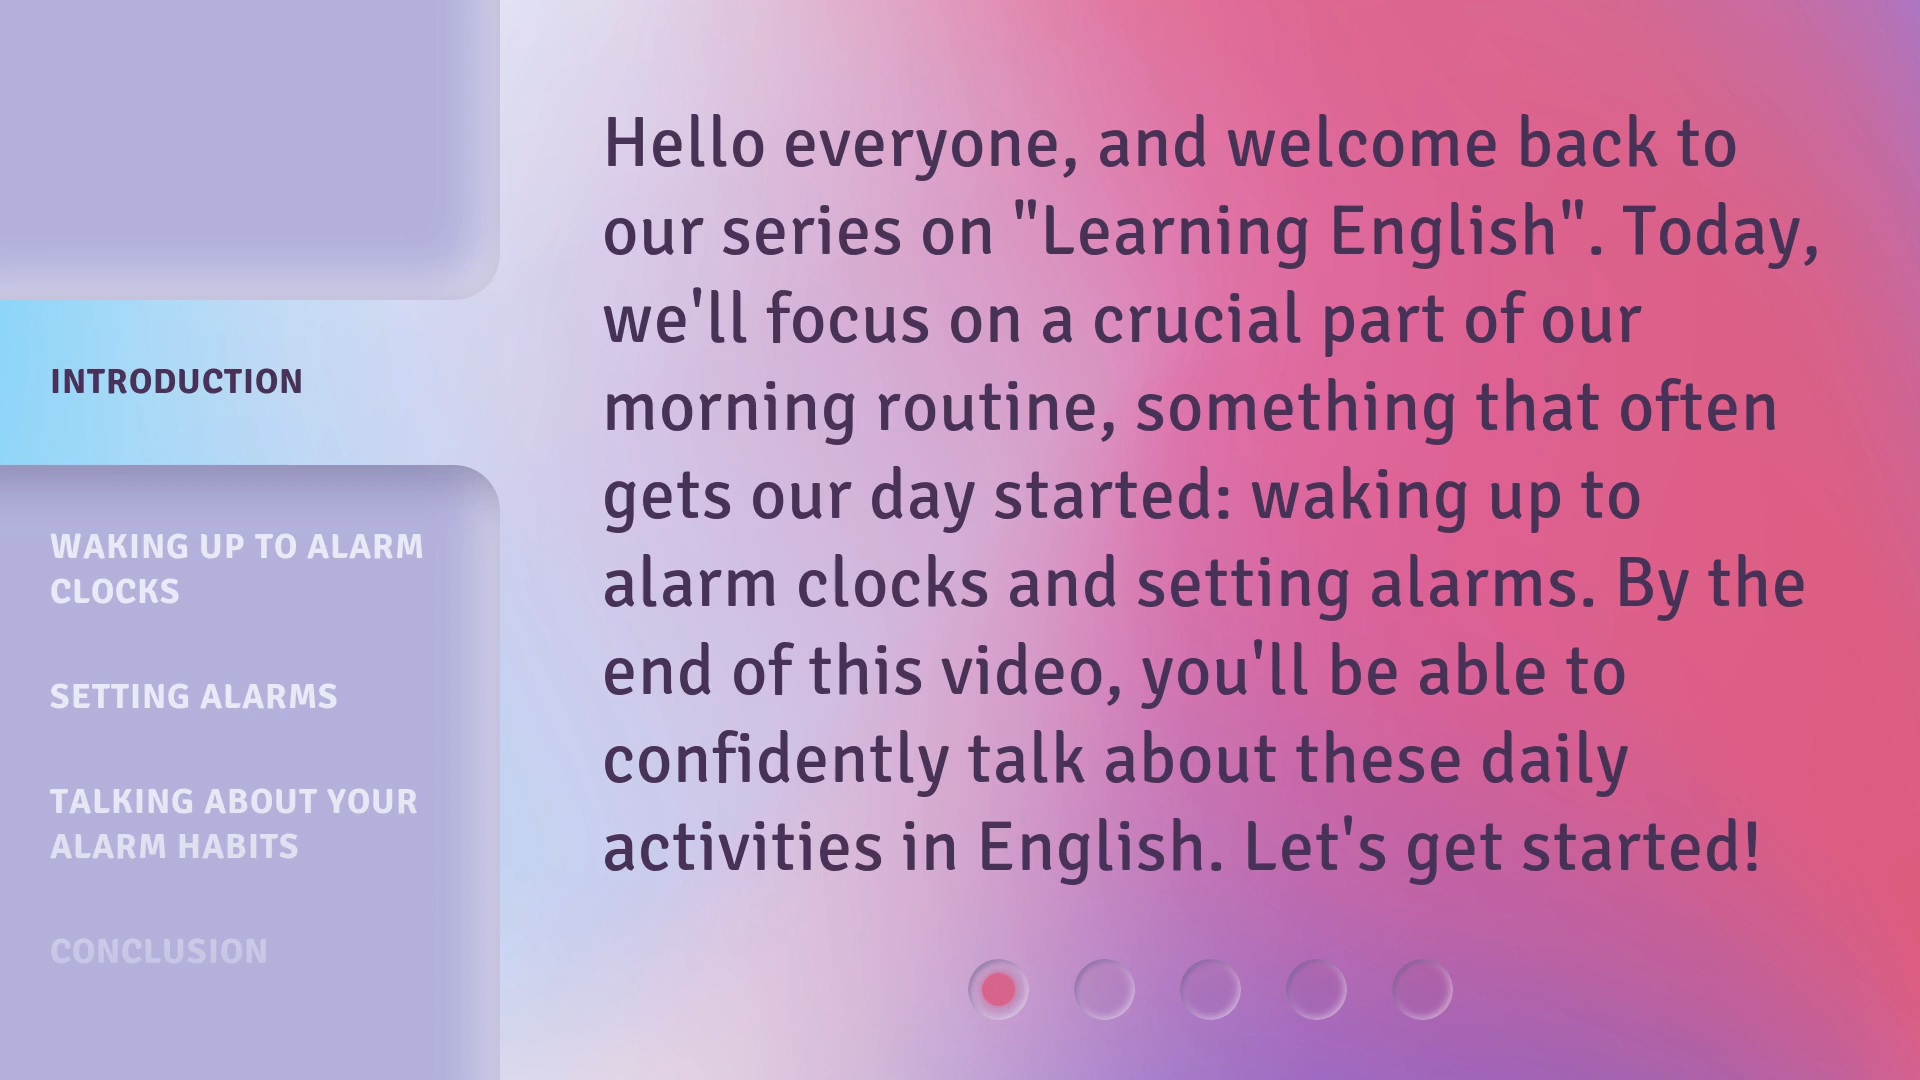 INTRODUCTION
WAKING UP TO ALARM
CLOCKS
SETTING ALARMS
TALKING ABOUT YOUR
ALARM HABITS
CONCLUSION
Hello everyone, and welcome back to
our series on "Learning English". Today,
we'll focus on a crucial part of our
morning routine, something that often
gets our day started: waking up to
alarm clocks and setting alarms. By the
end of this video, you'll be able to
confidently talk about these daily
activities in English. Let's get started!